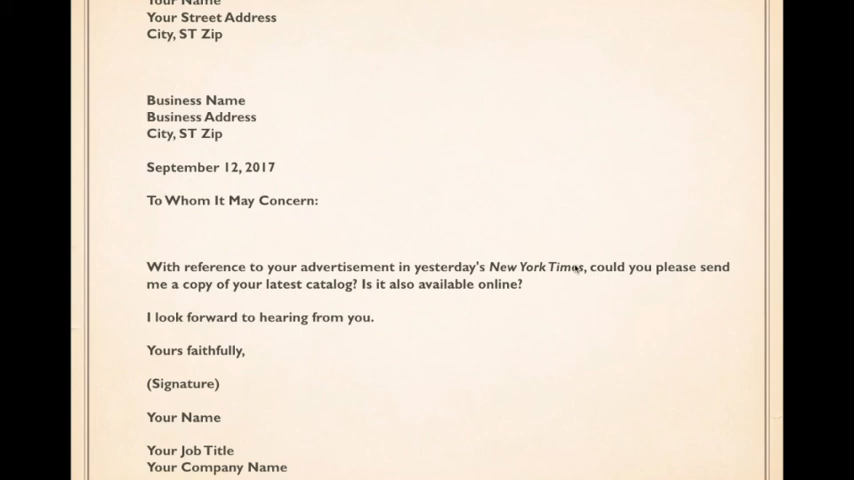 Your Name
Your Street Address
City, ST Zip
Business Name
Business Address
City, ST Zip
September 12, 2017
To Whom It May Concern:
With reference to your advertisement in yesterday's New York Times, could you please send
me a copy of your latest catalog? Is it also available online?
I look forward to hearing from you.
Yours faithfully,
(Signature)
Your Name
Your Job Title
Your Company Name